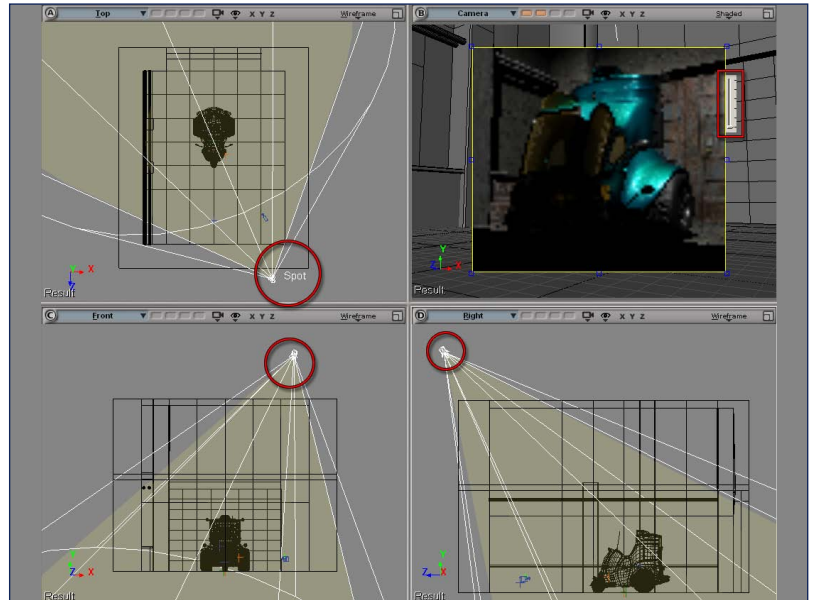 A Top X Y Z Wireframe
B Camera X Y Z Shaded
Spot
Y X
Z
Result
Y
Z X
Result
C Front X Y Z Wireframe
D Right X Y Z Wireframe
Y
Z X
Result
Y
Z X
Result